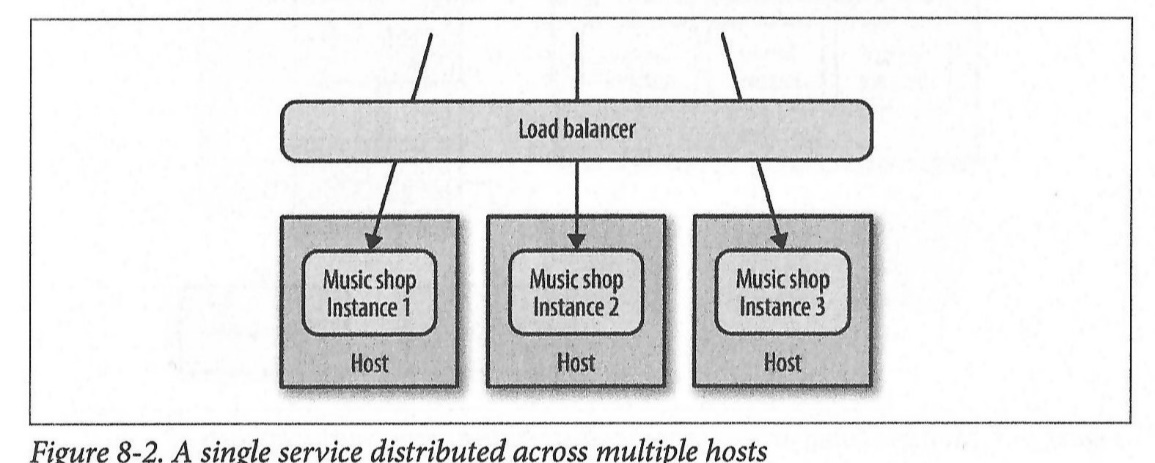 Load balancer
Music shop
Instance 1
Host
Music shop
Instance 2
Host
Music shop
Instance 3
Host
Figure 8-2. A single service distributed across multiple hosts